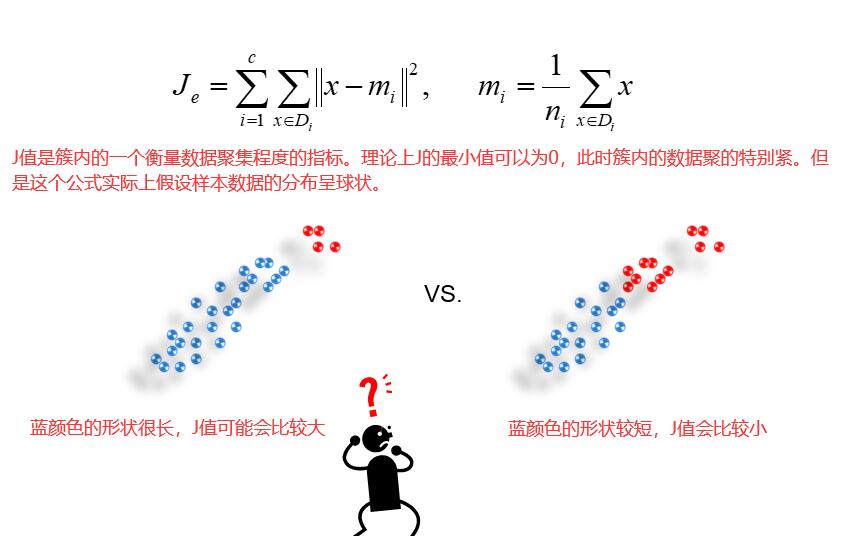 J_e = \sum_{i=1}^{c} \sum_{x \in D_i} \| x - m_i \|^2, m_i = \frac{1}{n_i} \sum_{x \in D_i} x
J值是簇内的一个衡量数据聚集程度的指标。理论上J的最小值可以为0，此时簇内的数据聚的特别紧。但
是这个公式实际上假设样本数据的分布呈球状。
VS.
?
蓝颜色的形状很长，J值可能会比较大
蓝颜色的形状较短，J值会比较小